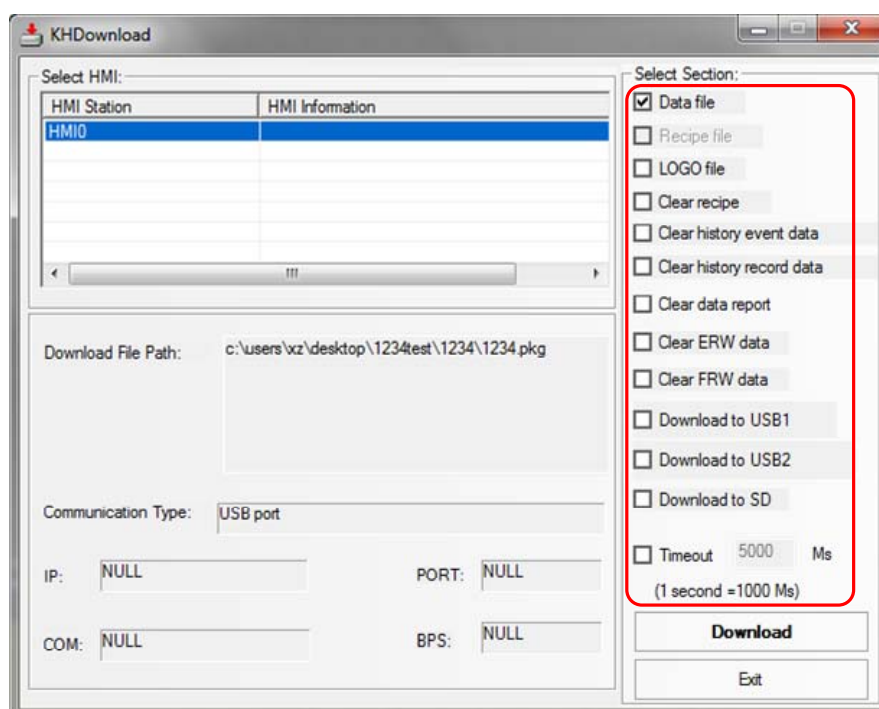 KHDownload
Select HMI:
HMI Station HMI Information
HMI0
Download File Path: c:\users\xz\desktop\1234test\1234\1234.pkg
Communication Type: USB port
IP: NULL PORT: NULL
COM: NULL BPS: NULL
Select Section:
Data file
Recipe file
LOGO file
Clear recipe
Clear history event data
Clear history record data
Clear data report
Clear ERW data
Clear FRW data
Download to USB1
Download to USB2
Download to SD
Timeout 5000 Ms
(1 second =1000 Ms)
Download
Exit